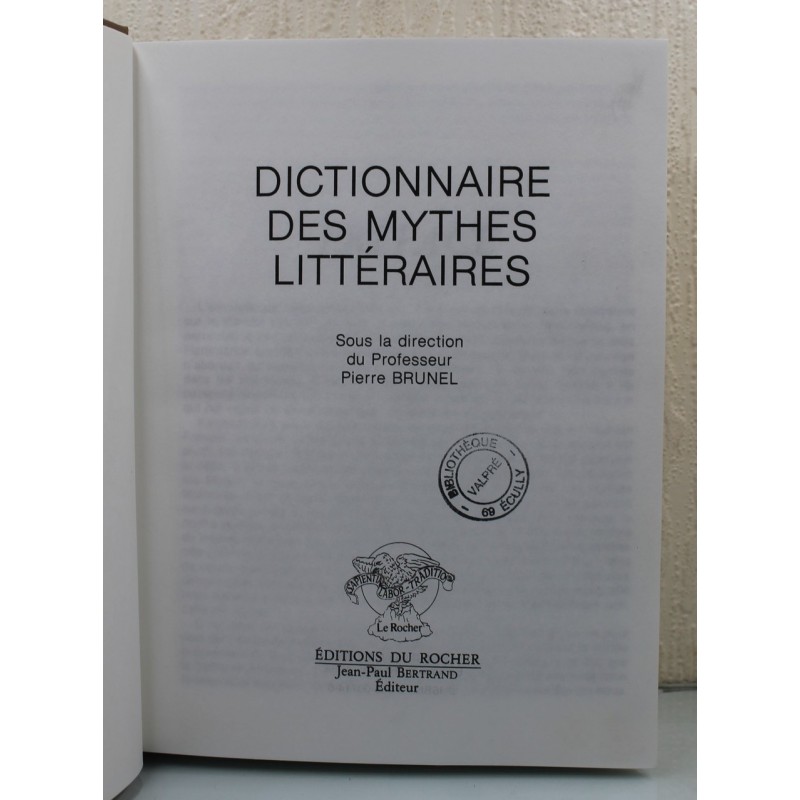 DICTIONNAIRE
DES MYTHES
LITTÉRAIRES
Sous la direction
du Professeur
Pierre BRUNEL
BIBLIOTHÈQUE
VALPRÉ
69 ÉCULLY
SAPIENTIA
LABOR - TRADITION
Le Rocher
ÉDITIONS DU ROCHER
Jean-Paul BERTRAND
Éditeur